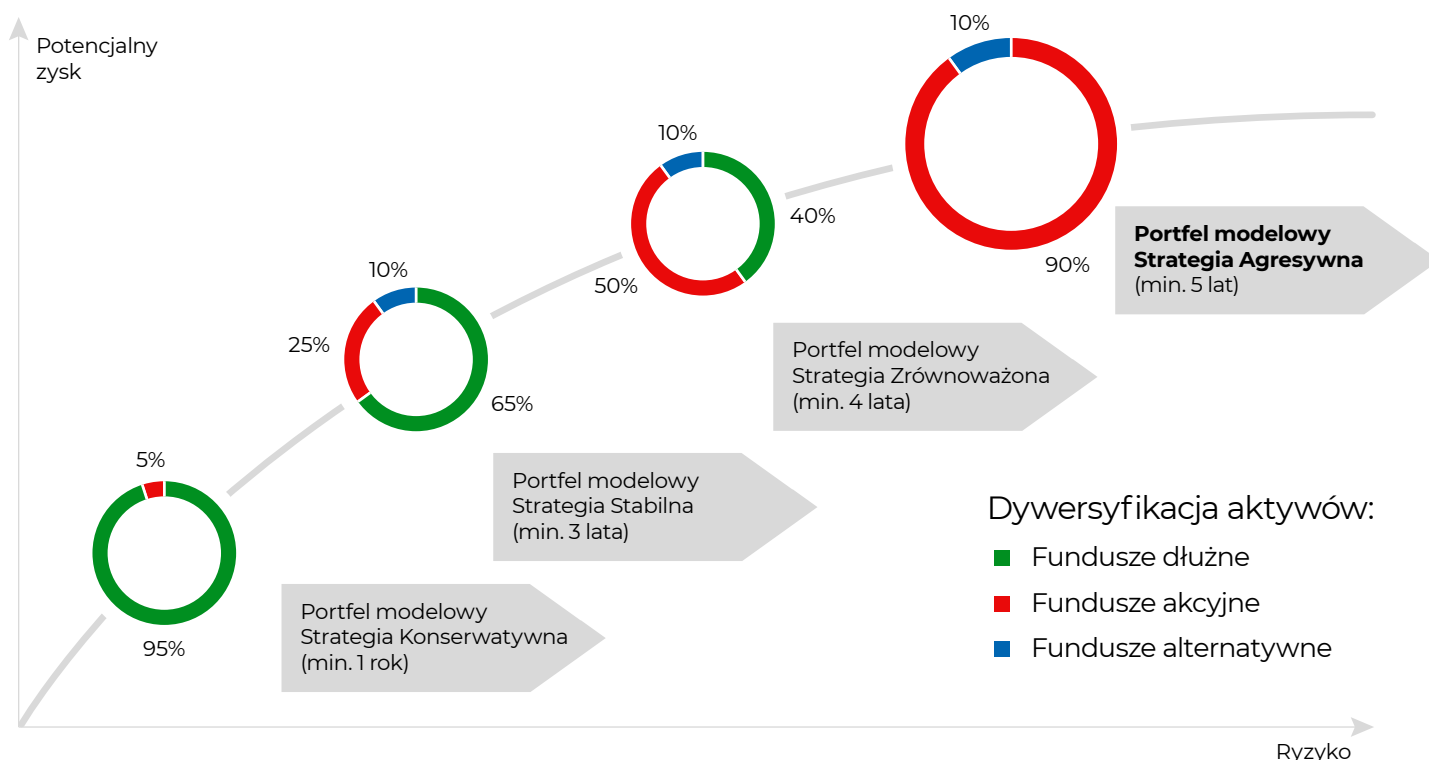 Potencjalny
zysk
10%
90%
Portfel modelowy
Strategia Agresywna
(min. 5 lat)
10%
40%
50%
Portfel modelowy
Strategia Zrównoważona
(min. 4 lata)
10%
25%
65%
Portfel modelowy
Strategia Stabilna
(min. 3 lata)
5%
95%
Portfel modelowy
Strategia Konserwatywna
(min. 1 rok)
Dywersyfikacja aktywów:
Fundusze dłużne
Fundusze akcyjne
Fundusze alternatywne
Ryzyko